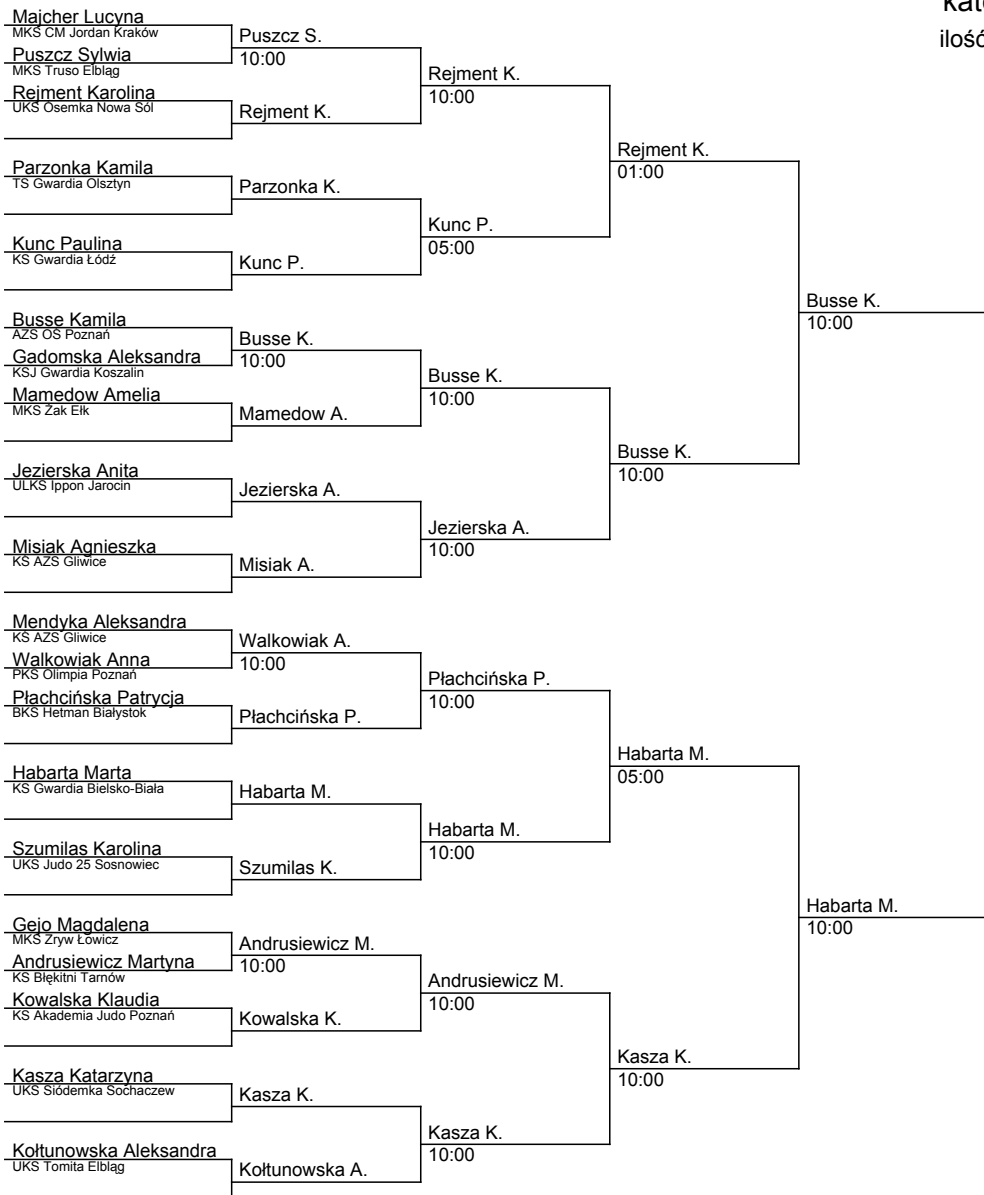 kat
ilość
Majcher Lucyna
MKS CM Jordan Kraków
Puszcz Sylwia
MKS Truso Elbląg
Rejment Karolina
UKS Ósemka Nowa Sól
Parzonka Kamila
TS Gwardia Olsztyn
Kunc Paulina
KS Gwardia Łódź
Busse Kamila
AZS OŚ Poznań
Gadomska Aleksandra
KSJ Gwardia Koszalin
Mamedow Amelia
MKS Żak Ełk
Jezierska Anita
ULKS Ippon Jarocin
Misiak Agnieszka
KŚ AZS Gliwice
Mendyka Aleksandra
KŚ AZS Gliwice
Walkowiak Anna
PKS Olimpia Poznań
Płachcińska Patrycja
BKS Hetman Białystok
Habarta Marta
KS Gwardia Bielsko-Biała
Szumilas Karolina
UKS Judo 25 Sosnowiec
Gejo Magdalena
MKS Zryw Łowicz
Andrusiewicz Martyna
KS Błękitni Tarnów
Kowalska Klaudia
KS Akademia Judo Poznań
Kasza Katarzyna
UKS Siódemka Sochaczew
Kołtunowska Aleksandra
UKS Tomita Elbląg
Puszcz S.
10:00
Rejment K.
Parzonka K.
Kunc P.
Busse K.
10:00
Mamedow A.
Jezierska A.
Misiak A.
Walkowiak A.
10:00
Płachcińska P.
Habarta M.
Szumilas K.
Andrusiewicz M.
10:00
Kowalska K.
Kasza K.
Kołtunowska A.
Rejment K.
10:00
Kunc P.
05:00
Busse K.
10:00
Jezierska A.
10:00
Płachcińska P.
10:00
Habarta M.
10:00
Andrusiewicz M.
10:00
Kasza K.
10:00
Rejment K.
01:00
Busse K.
10:00
Habarta M.
05:00
Kasza K.
10:00
Busse K.
10:00
Habarta M.
10:00